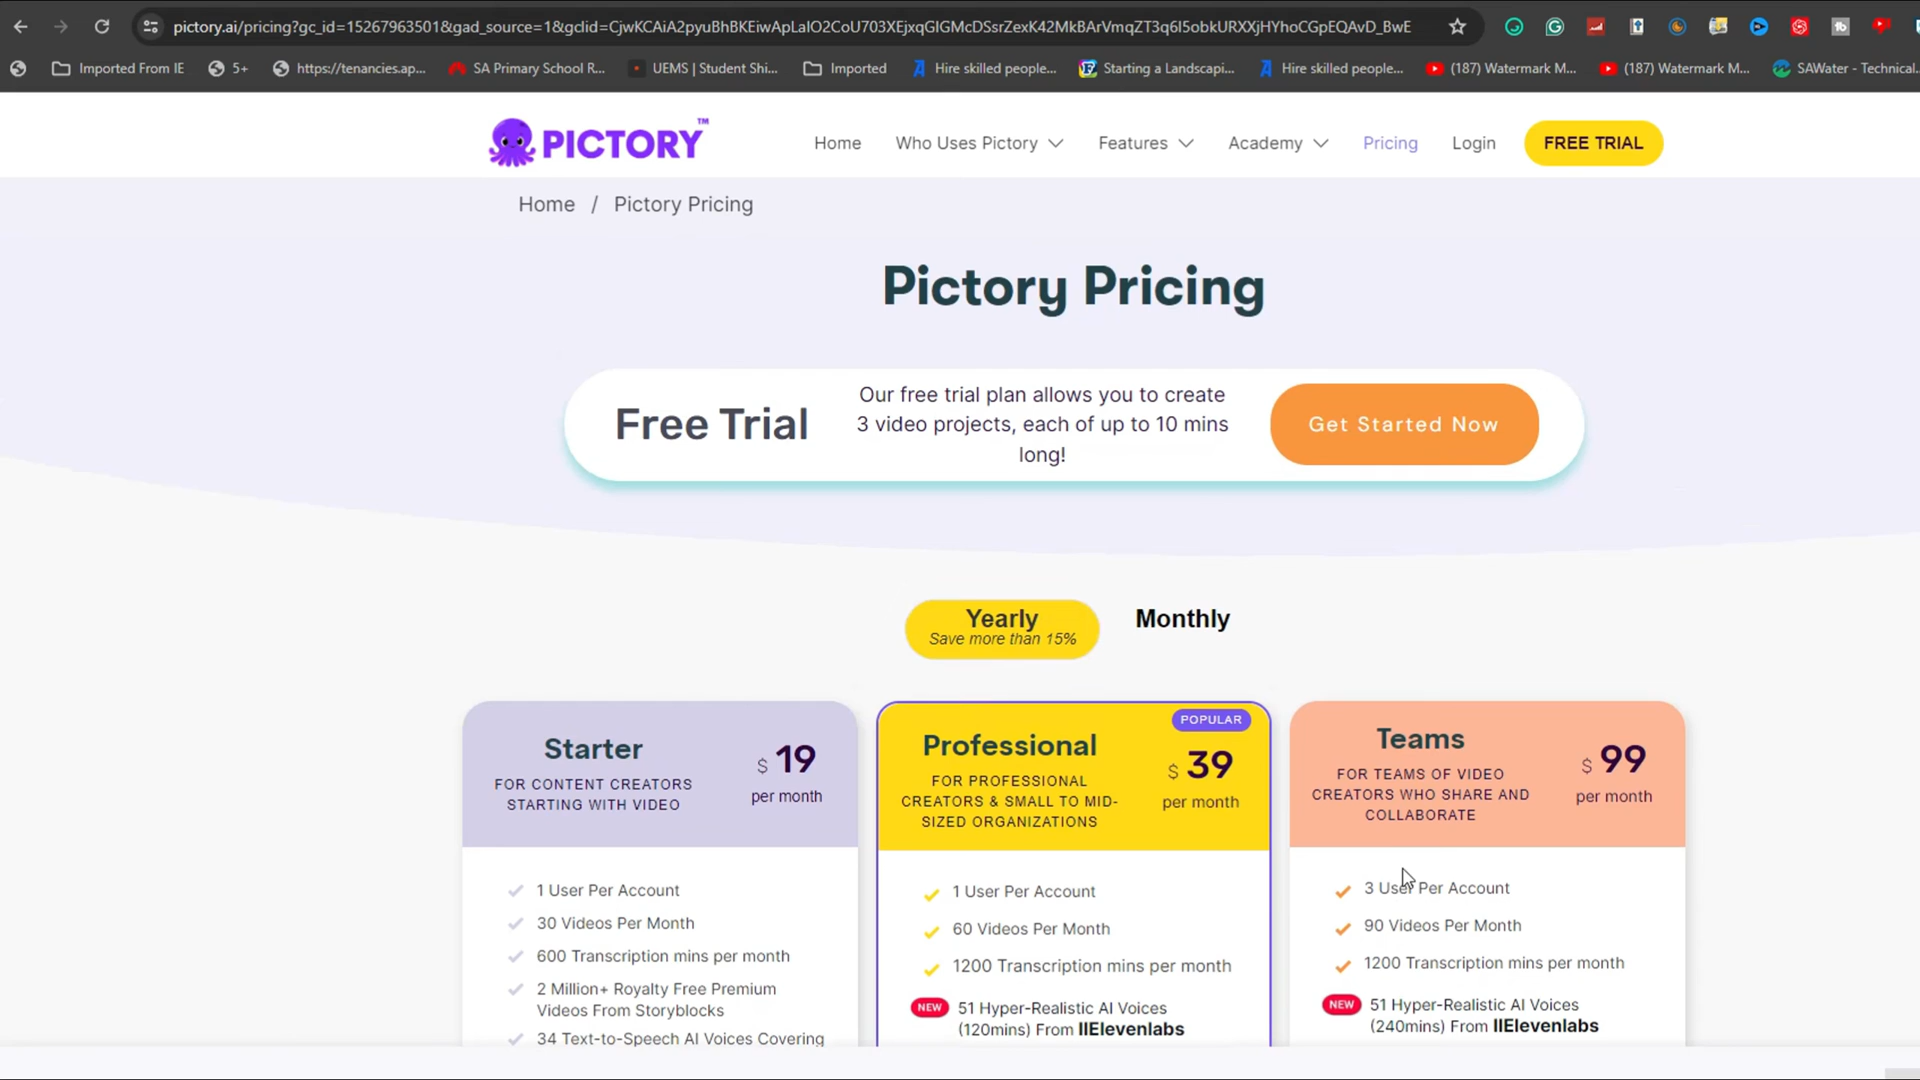 pictory.ai/pricing?gc_id=15267963501&gad_source=1&gclid=CjwKCAiA2pyuBhBKEiwApLaIO2CoU703XEjxqGIGMcDSsrZexK42MkBArVmqZT3q6I5obkURXXjHYhoCGpEQAvD_BwE
Imported From IE
5+
https://tenancies.ap...
SA Primary School R...
UEMS | Student Shi...
Imported
Hire skilled people...
Starting a Landscapi...
Hire skilled people...
(187) Watermark M...
(187) Watermark M...
SAWater - Technical...
PICTORY™
Home
Who Uses Pictory
Features
Academy
Pricing
Login
FREE TRIAL
Home / Pictory Pricing
Pictory Pricing
Free Trial
Our free trial plan allows you to create
3 video projects, each of up to 10 mins
long!
Get Started Now
Yearly
Save more than 15%
Monthly
Starter
FOR CONTENT CREATORS
STARTING WITH VIDEO
$ 19
per month
1 User Per Account
30 Videos Per Month
600 Transcription mins per month
2 Million+ Royalty Free Premium
Videos From Storyblocks
34 Text-to-Speech AI Voices Covering
POPULAR
Professional
FOR PROFESSIONAL
CREATORS & SMALL TO MID-
SIZED ORGANIZATIONS
$ 39
per month
1 User Per Account
60 Videos Per Month
1200 Transcription mins per month
NEW
51 Hyper-Realistic AI Voices
(120mins) From IIElevenlabs
Teams
FOR TEAMS OF VIDEO
CREATORS WHO SHARE AND
COLLABORATE
$ 99
per month
3 User Per Account
90 Videos Per Month
1200 Transcription mins per month
NEW
51 Hyper-Realistic AI Voices
(240mins) From IIElevenlabs